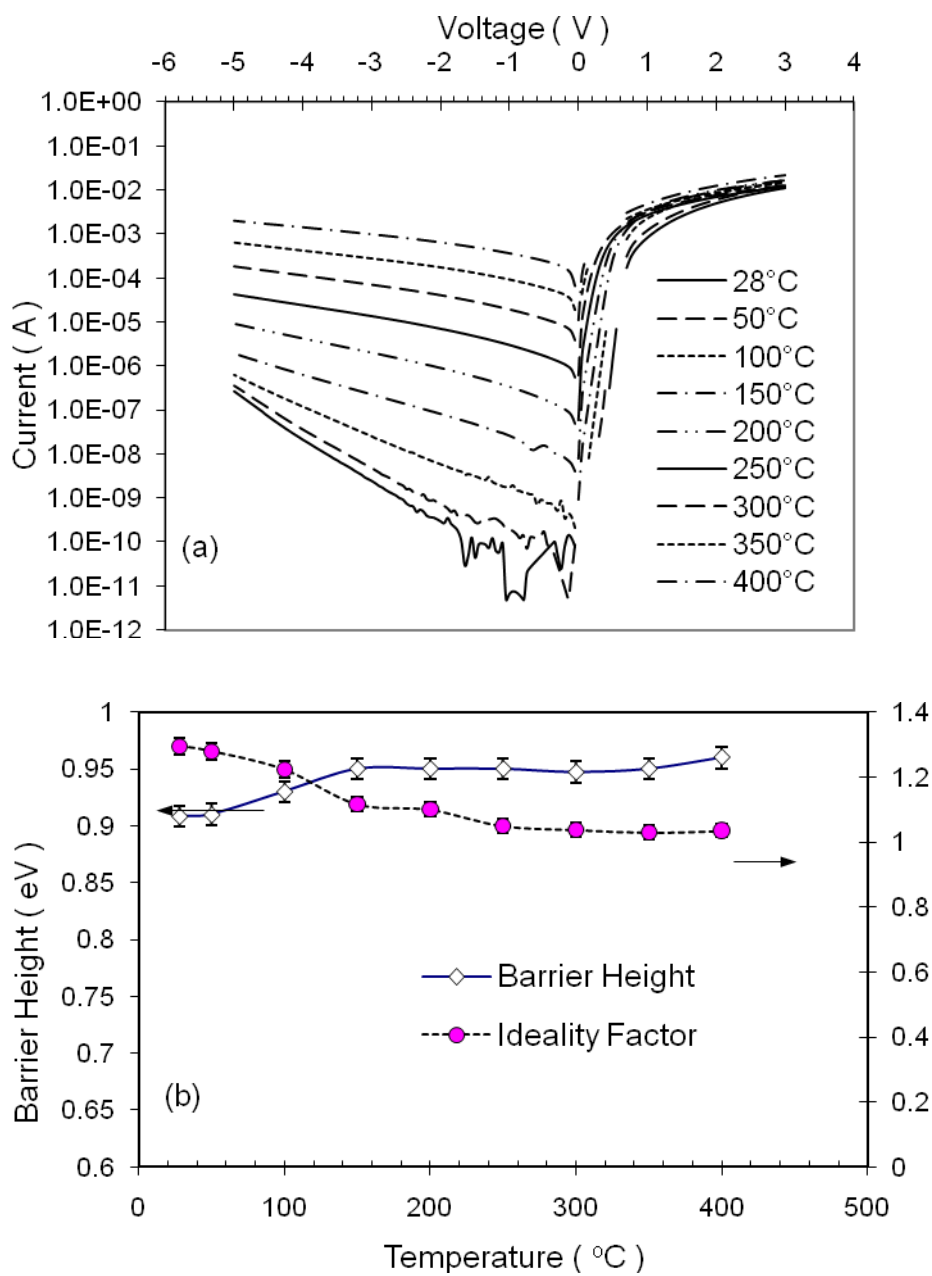 Voltage ( V )
-6 -5 -4 -3 -2 -1 0 1 2 3 4
1.0E+00
1.0E-01
1.0E-02
1.0E-03
1.0E-04
1.0E-05
1.0E-06
1.0E-07
1.0E-08
1.0E-09
1.0E-10
1.0E-11
1.0E-12
Current ( A )
28°C
50°C
100°C
150°C
200°C
250°C
300°C
350°C
400°C
(a)
1
0.95
0.9
0.85
0.8
0.75
0.7
0.65
0.6
Barrier Height ( eV )
1.4
1.2
1
0.8
0.6
0.4
0.2
0
Barrier Height
Ideality Factor
(b)
0 100 200 300 400 500
Temperature ( °C )